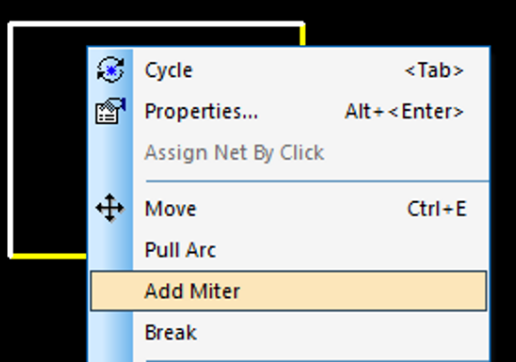 Cycle <Tab>
Properties... Alt+<Enter>
Assign Net By Click
Move Ctrl+E
Pull Arc
Add Miter
Break